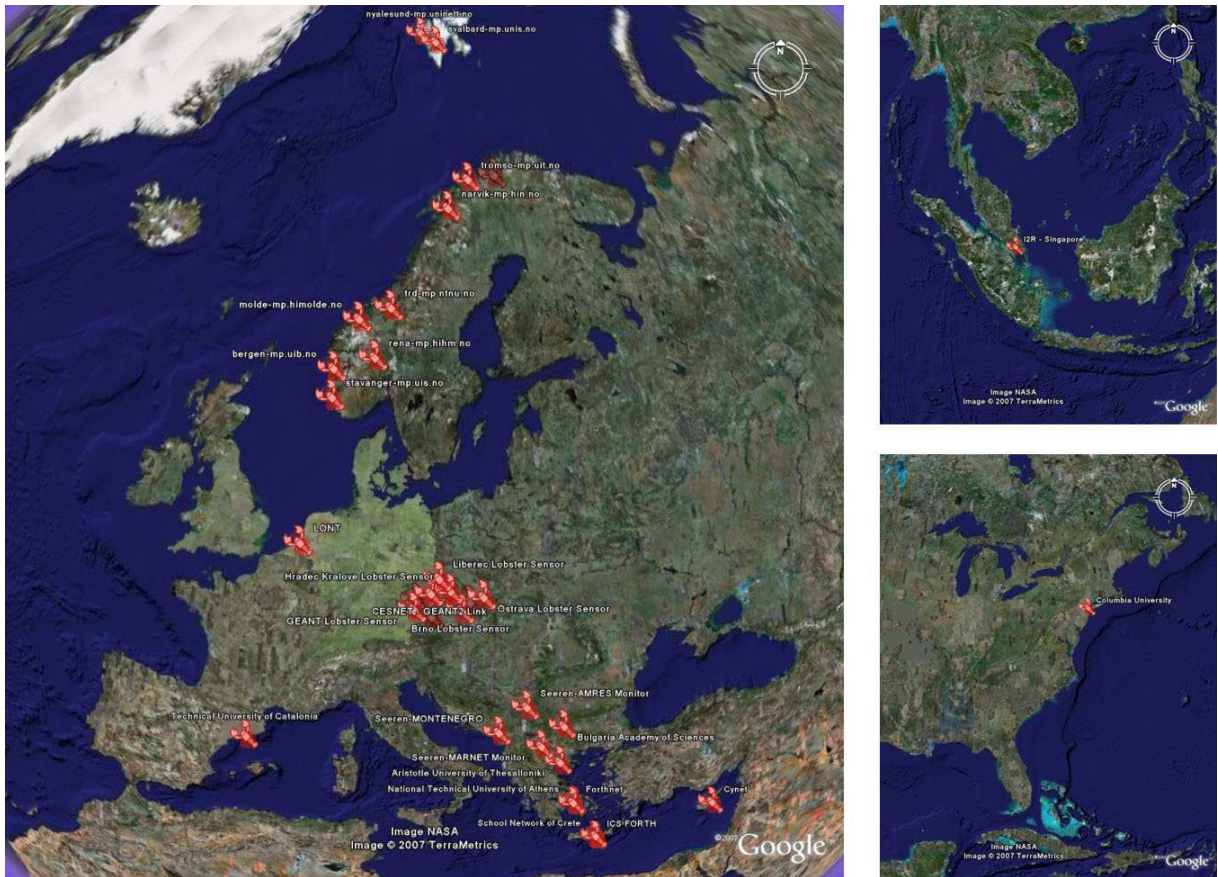 nyalesund-mp.uninett.no
svalbard-mp.unis.no
N
tromso-mp.uit.no
narvik-mp.hin.no
trd-mp.ntnu.no
molde-mp.himolde.no
rena-mp.hihm.no
bergen-mp.uib.no
stavanger-mp.uis.no
LONT
Liberec Lobster Sensor
Hradec Kralove Lobster Sensor
CESNET GEANT2 Link
Ostrava Lobster Sensor
GEANT Lobster Sensor
Brno Lobster Sensor
Seeren-AMRES Monitor
Technical University of Catalonia
Seeren-MONTENEGRO
Bulgaria Academy of Sciences
Seeren-MARNET Monitor
Aristotle University of Thesalloniki
National Technical University of Athens
Forthnet
Cynet
School Network of Crete
ICS-FORTH
Image NASA
Image © 2007 TerraMetrics
©2007 Google™
N
I2R - Singapore
Image NASA
Image © 2007 TerraMetrics
Google™
N
Columbia University
Image NASA
Image © 2007 TerraMetrics
Google™